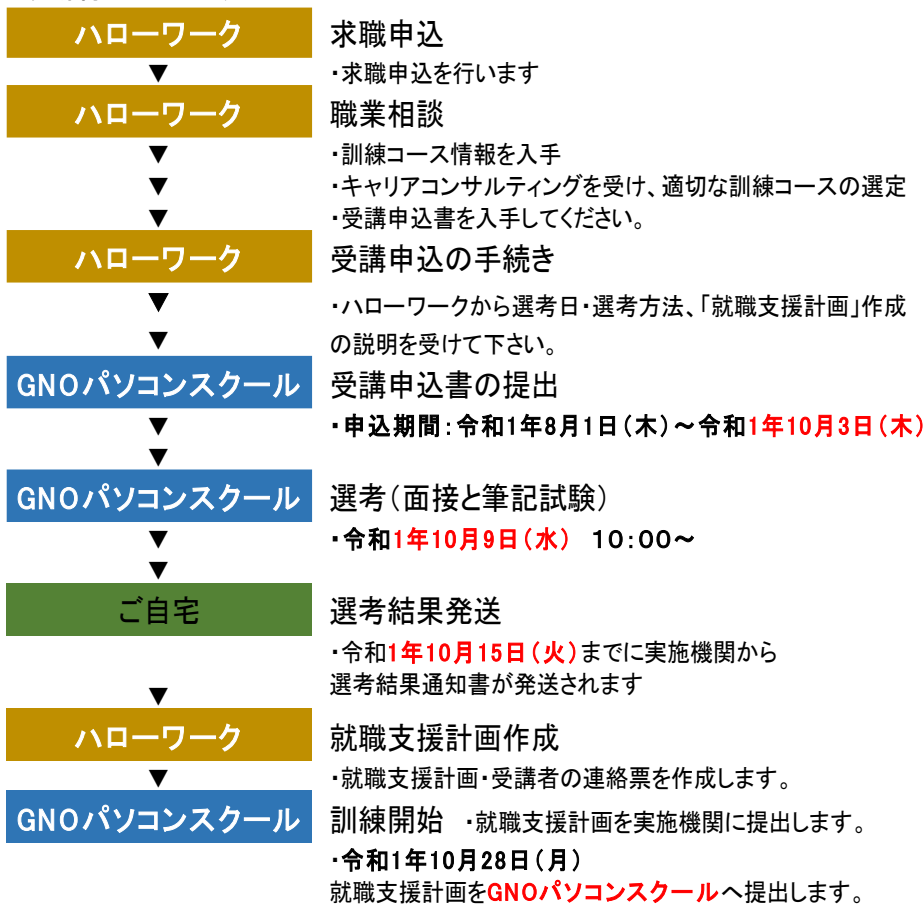 ハローワーク 求職申込
▼ ・求職申込を行います
ハローワーク 職業相談
▼ ・訓練コース情報を入手
▼ ・キャリアコンサルティングを受け、適切な訓練コースの選定
▼ ・受講申込書を入手してください。
ハローワーク 受講申込の手続き
▼ ・ハローワークから選考日・選考方法、「就職支援計画」作成
▼ の説明を受けて下さい。
GNOパソコンスクール 受講申込書の提出
▼ ・申込期間：令和1年8月1日（木）～令和1年10月3日（木）
▼
GNOパソコンスクール 選考（面接と筆記試験）
▼ ・令和1年10月9日（水） 10:00～
▼
ご自宅 選考結果発送
・令和1年10月15日（火）までに実施機関から
選考結果通知書が発送されます
▼
ハローワーク 就職支援計画作成
▼ ・就職支援計画・受講者の連絡票を作成します。
GNOパソコンスクール 訓練開始 ・就職支援計画を実施機関に提出します。
・令和1年10月28日（月）
就職支援計画をGNOパソコンスクールへ提出します。